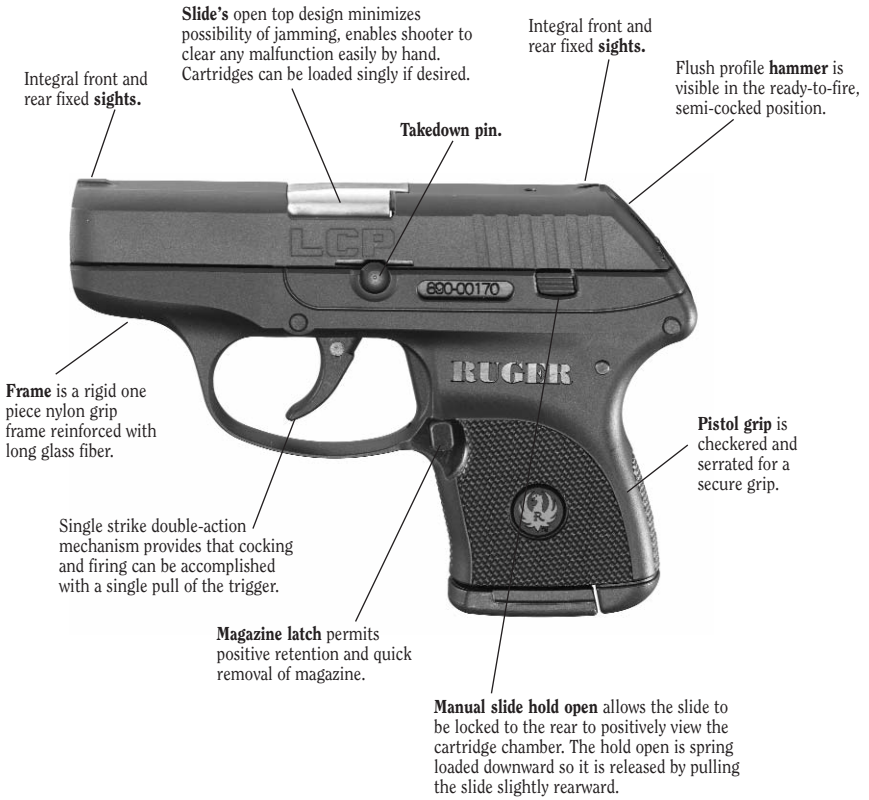 Slide's open top design minimizes
possibility of jamming, enables shooter to
clear any malfunction easily by hand.
Cartridges can be loaded singly if desired.
Integral front and
rear fixed sights.
Integral front and
rear fixed sights.
Flush profile hammer is
visible in the ready-to-fire,
semi-cocked position.
Takedown pin.
LCP
690-00170
RUGER
R
Frame is a rigid one
piece nylon grip
frame reinforced with
long glass fiber.
Pistol grip is
checkered and
serrated for a
secure grip.
Single strike double-action
mechanism provides that cocking
and firing can be accomplished
with a single pull of the trigger.
Magazine latch permits
positive retention and quick
removal of magazine.
Manual slide hold open allows the slide to
be locked to the rear to positively view the
cartridge chamber. The hold open is spring
loaded downward so it is released by pulling
the slide slightly rearward.